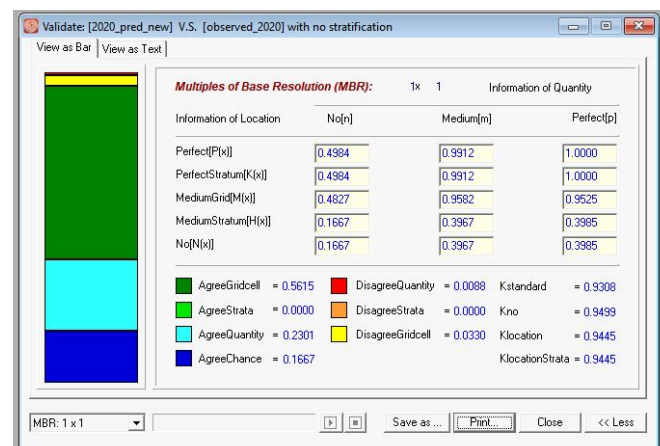 Validate: [2020_pred_new] V.S. [observed_2020] with no stratification
View as Bar View as Text
Multiples of Base Resolution (MBR): 1x 1 Information of Quantity
Information of Location No[n] Medium[m] Perfect[p]
Perfect[P(x)] 0.4984 0.9912 1.0000
PerfectStratum[K(x)] 0.4984 0.9912 1.0000
MediumGrid[M(x)] 0.4827 0.9582 0.9525
MediumStratum[H(x)] 0.1667 0.3967 0.3985
No[N(x)] 0.1667 0.3967 0.3985
AgreeGridcell = 0.5615 DisagreeQuantity = 0.0088 Kstandard = 0.9308
AgreeStrata = 0.0000 DisagreeStrata = 0.0000 Kno = 0.9499
AgreeQuantity = 0.2301 DisagreeGridcell = 0.0330 Klocation = 0.9445
AgreeChance = 0.1667 KlocationStrata = 0.9445
MBR: 1 x 1 Save as ... Print... Close << Less